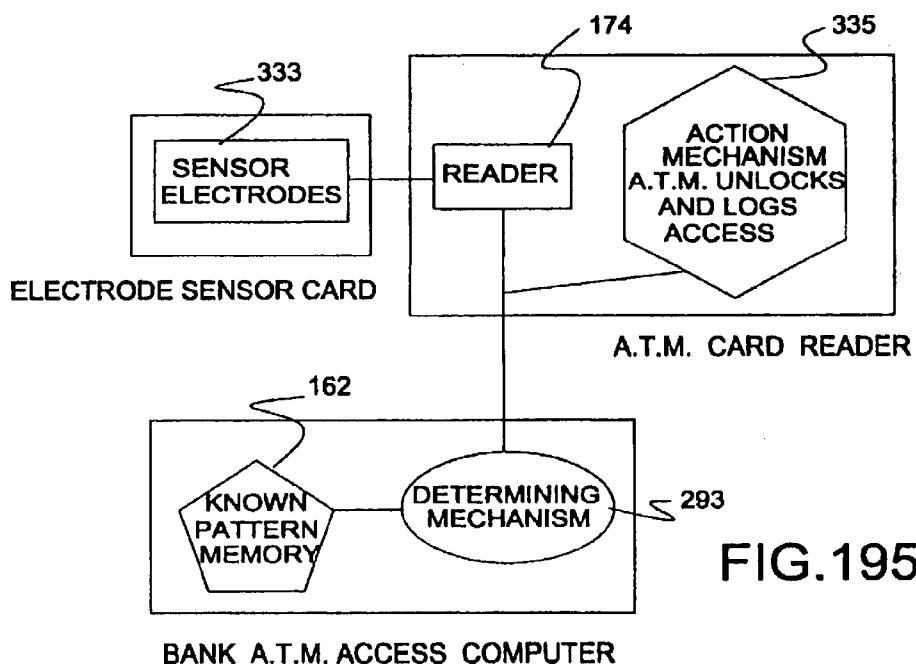 174
335
333
SENSOR
ELECTRODES
READER
ACTION
MECHANISM
A.T.M. UNLOCKS
AND LOGS
ACCESS
ELECTRODE SENSOR CARD
A.T.M. CARD READER
162
KNOWN
PATTERN
MEMORY
DETERMINING
MECHANISM
293
FIG.195
BANK A.T.M. ACCESS COMPUTER